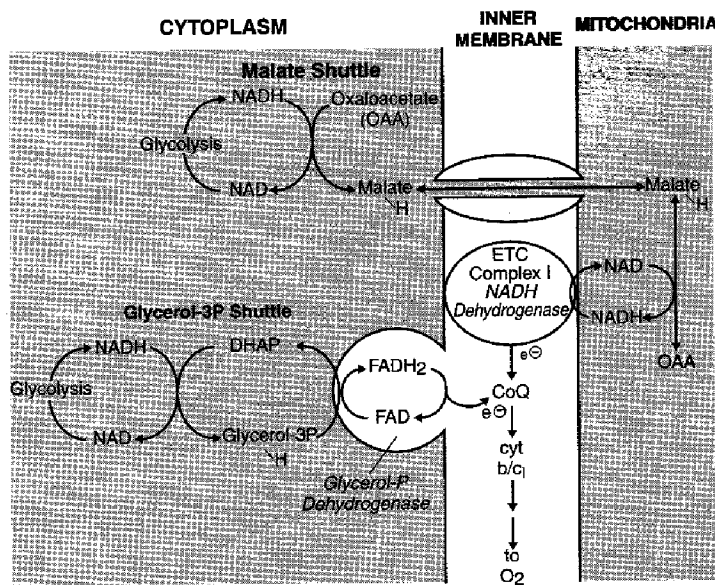 CYTOPLASM
INNER
MEMBRANE
MITOCHONDRIA
Malate Shuttle
NADH
Oxaloacetate
(OAA)
Glycolysis
NAD
Malate
H
Malate
H
ETC
Complex I
NADH
Dehydrogenase
NAD
NADH
OAA
Glycerol-3P Shuttle
NADH
DHAP
FADH2
Glycolysis
FAD
NAD
Glycerol-3P
H
Glycerol-P
Dehydrogenase
e⊖
CoQ
e⊖
cyt
b/c1
to
O2